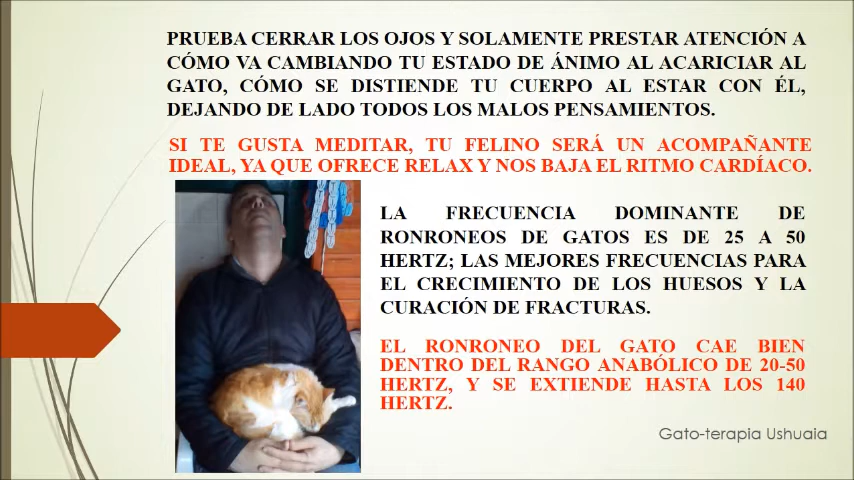 PRUEBA CERRAR LOS OJOS Y SOLAMENTE PRESTAR ATENCIÓN A
CÓMO VA CAMBIANDO TU ESTADO DE ÁNIMO AL ACARICIAR AL
GATO, CÓMO SE DISTIENDE TU CUERPO AL ESTAR CON ÉL,
DEJANDO DE LADO TODOS LOS MALOS PENSAMIENTOS.
SI TE GUSTA MEDITAR, TU FELINO SERÁ UN ACOMPAÑANTE
IDEAL, YA QUE OFRECE RELAX Y NOS BAJA EL RITMO CARDÍACO.
LA FRECUENCIA DOMINANTE DE
RONRONEOS DE GATOS ES DE 25 A 50
HERTZ; LAS MEJORES FRECUENCIAS PARA
EL CRECIMIENTO DE LOS HUESOS Y LA
CURACIÓN DE FRACTURAS.
EL RONRONEO DEL GATO CAE BIEN
DENTRO DEL RANGO ANABÓLICO DE 20-50
HERTZ, Y SE EXTIENDE HASTA LOS 140
HERTZ.
Gato-terapia Ushuaia